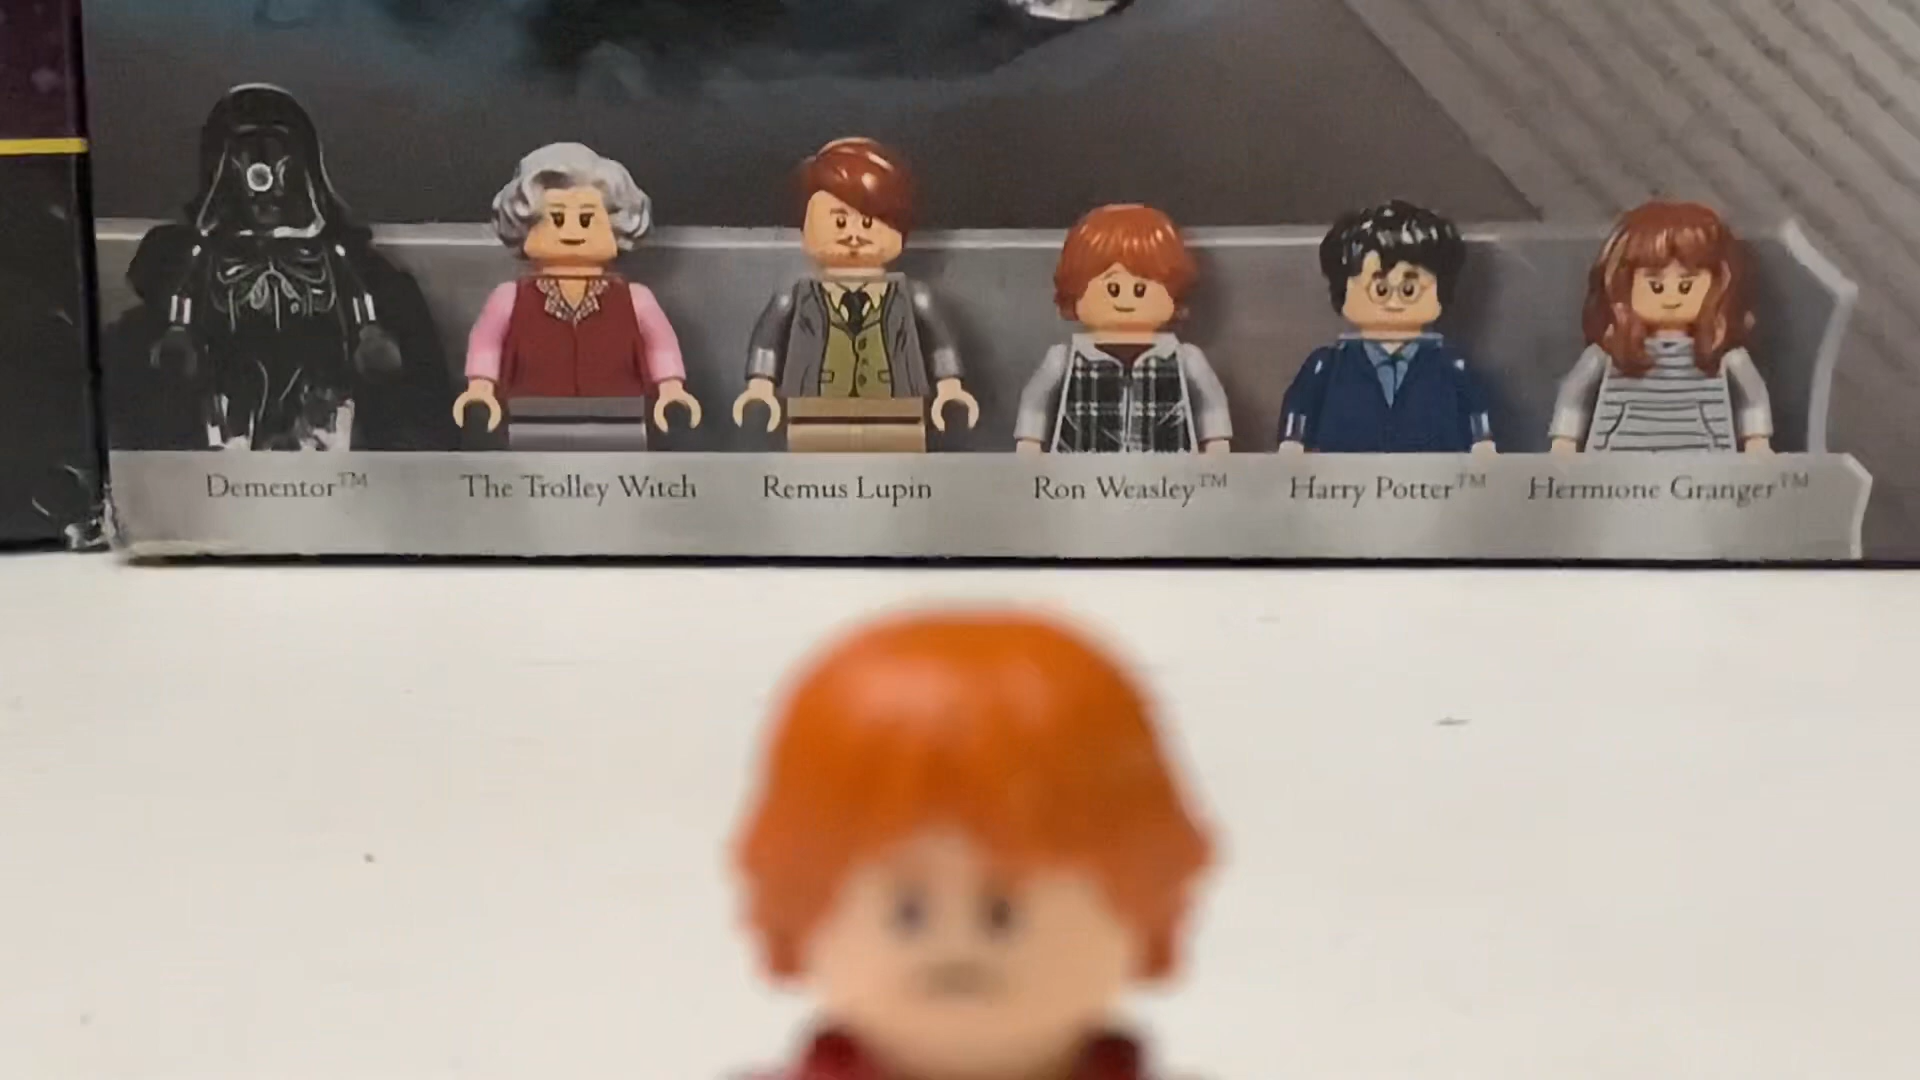 Dementor™
The Trolley Witch
Remus Lupin
Ron Weasley™
Harry Potter™
Hermione Granger™